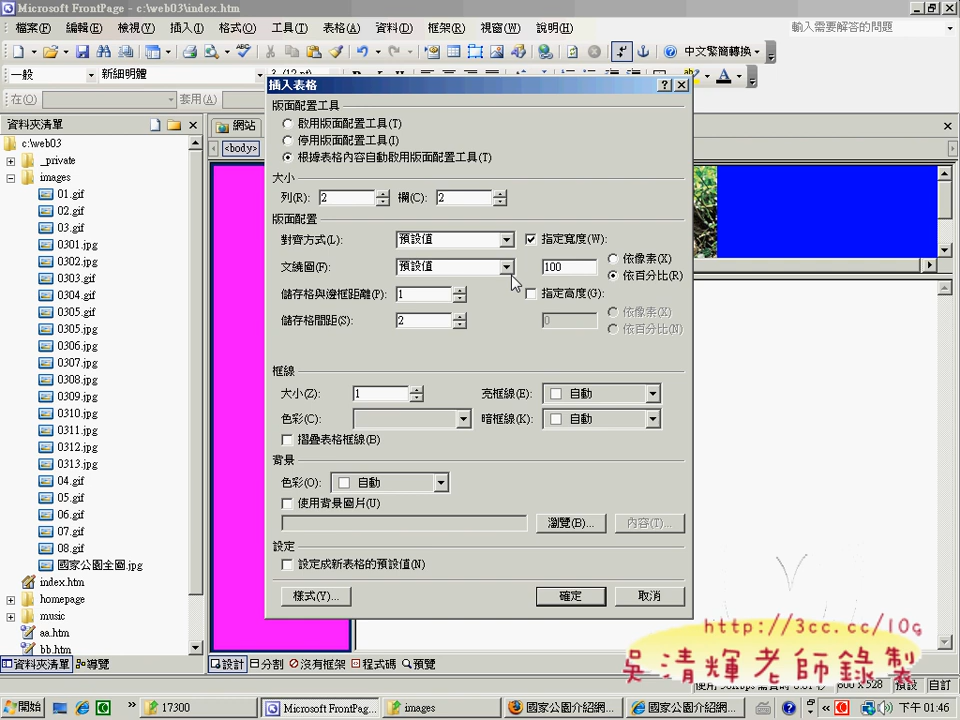 Microsoft FrontPage - c:\web03\index.htm
檔案(F) 編輯(E) 檢視(V) 插入(I) 格式(O) 工具(T) 表格(A) 資料(D) 框架(R) 視窗(W) 說明(H)
輸入需要解答的問題
中文繁簡轉換
一般 新細明體 3 (12 pt)
在(O) 套用(A)
資料夾清單
網站
<body>
c:\web03
_private
images
01.gif
02.gif
03.gif
0301.jpg
0302.jpg
0303.gif
0304.gif
0305.gif
0305.jpg
0306.jpg
0307.jpg
0308.jpg
0309.jpg
0310.jpg
0311.jpg
0312.jpg
0313.jpg
04.gif
05.gif
06.gif
07.gif
08.gif
國家公園全圖.jpg
index.htm
homepage
music
aa.htm
bb.htm
插入表格
版面配置工具
啟用版面配置工具(T)
停用版面配置工具(I)
根據表格內容自動啟用版面配置工具(T)
大小
列(R): 2 欄(C): 2
版面配置
對齊方式(L): 預設值 指定寬度(W):
文繞圖(F): 預設值 100 依像素(X)
依百分比(R)
儲存格與邊框距離(P): 1 指定高度(G):
儲存格間距(S): 2 0 依像素(X)
依百分比(N)
框線
大小(Z): 1 亮框線(E): 自動
色彩(C): 暗框線(K): 自動
摺疊表格框線(B)
背景
色彩(O): 自動
使用背景圖片(U)
瀏覽(B)... 內容(T)...
設定
設定成新表格的預設值(N)
樣式(Y)... 確定 取消
http://3cc.cc/10g
吳清輝老師錄製
資料夾清單 導覽
設計 分割 沒有框架 程式碼 預覽
800 x 528 預設 自訂
開始 17300 Microsoft FrontPag... images 國家公園介紹網... 國家公園介紹網... 下午 01:46